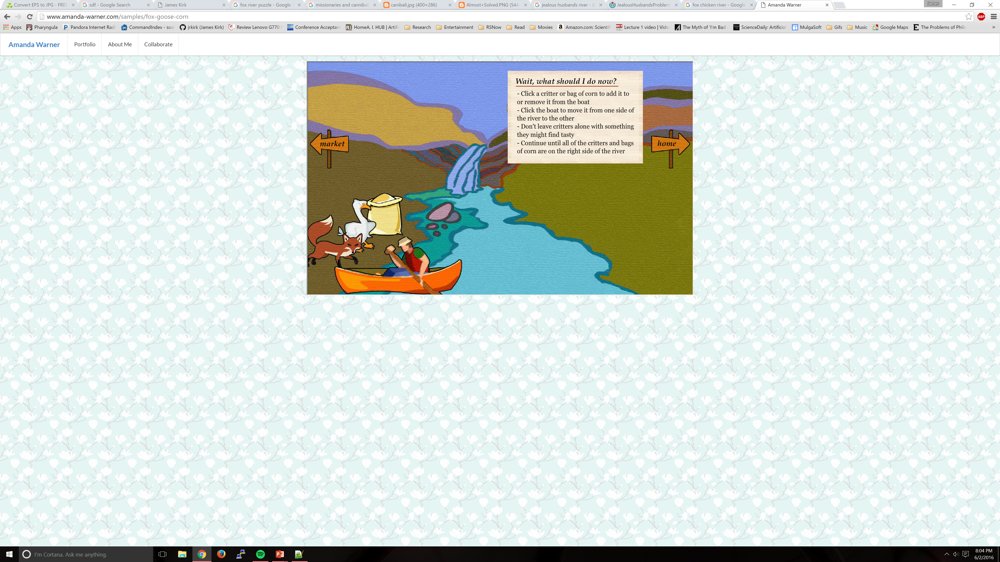 Convert EPS to JPG - FREE
sdf - Google Search
James Kirk
fox river puzzle - Google S
missionaries and cannibal
canibali.jpg (400×286)
Almost+Solved.PNG (544
jealous husbands river - G
JealousHusbandsProblem
fox chicken river - Google
Amanda Warner
James
www.amanda-warner.com/samples/fox-goose-corn
ABP
Apps
Pharyngula
Pandora Internet Radi
CommandIndex - soa
jrkirk (James Kirk)
Review Lenovo G770
Conference Acceptan
HomeA. I. HUB | Artifi
Research
Entertainment
RSNow
Read
Movies
Amazon.com: Scientif
Lecture 1 video | Vide
The Myth of 'I'm Bad
ScienceDaily: Artificial
MulgaSoft
Gifs
Music
Google Maps
The Problems of Philo
»
Amanda Warner
Portfolio
About Me
Collaborate
Wait, what should I do now?
- Click a critter or bag of corn to add it to
or remove it from the boat
- Click the boat to move it from one side of
the river to the other
- Don't leave critters alone with something
they might find tasty
- Continue until all of the critters and bags
of corn are on the right side of the river
market
home
I'm Cortana. Ask me anything.
8:04 PM
6/2/2016